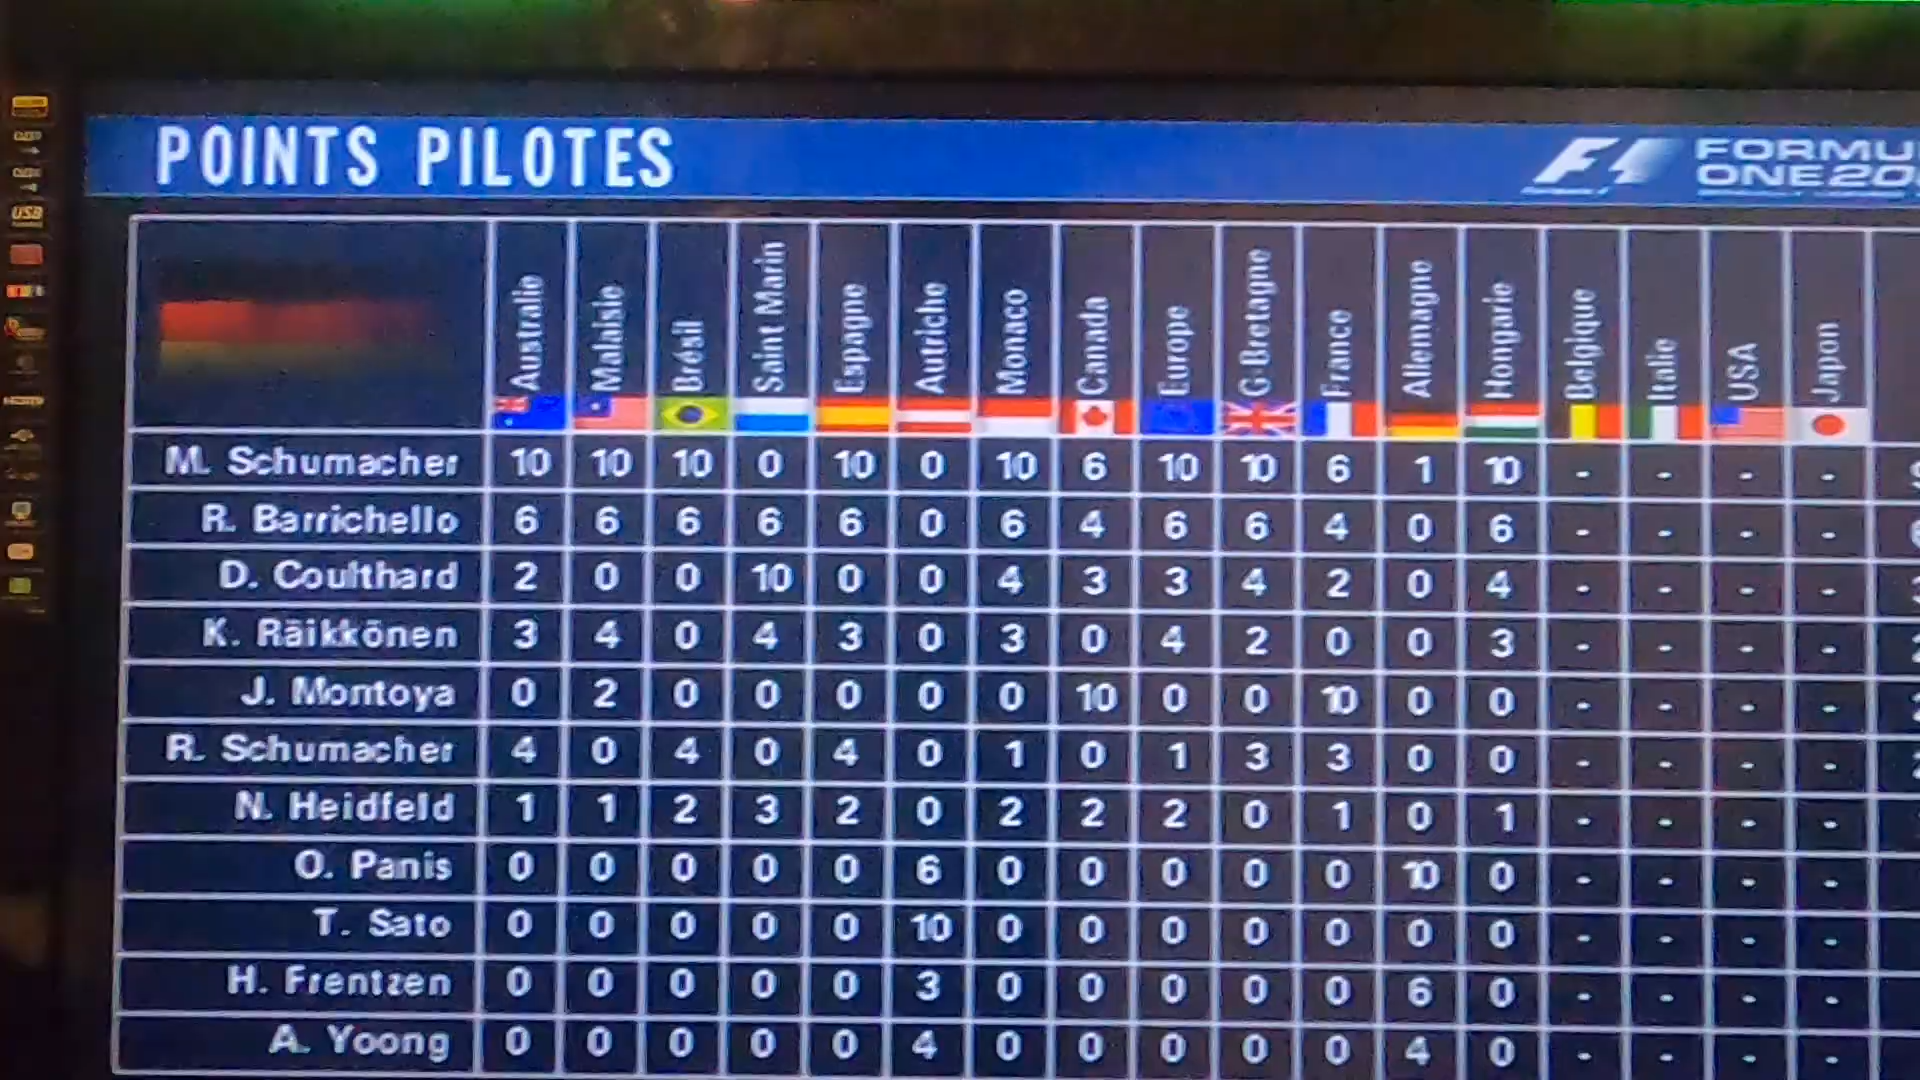 POINTS PILOTES
F1 FORMU
ONE 20
Australie Malaisie Brésil Saint Marin Espagne Autriche Monaco Canada Europe G-Bretagne France Allemagne Hongarie Belgique Italie USA Japon
M. Schumacher 10 10 10 0 10 0 10 6 10 10 6 1 10 - - - -
R. Barrichello 6 6 6 6 6 0 6 4 6 6 4 0 6 - - - -
D. Coulthard 2 0 0 10 0 0 4 3 3 4 2 0 4 - - - -
K. Räikkönen 3 4 0 4 3 0 3 0 4 2 0 0 3 - - - -
J. Montoya 0 2 0 0 0 0 0 10 0 0 10 0 0 - - - -
R. Schumacher 4 0 4 0 4 0 1 0 1 3 3 0 0 - - - -
N. Heidfeld 1 1 2 3 2 0 2 2 2 0 1 0 1 - - - -
O. Panis 0 0 0 0 0 6 0 0 0 0 0 10 0 - - - -
T. Sato 0 0 0 0 0 10 0 0 0 0 0 0 0 - - - -
H. Frentzen 0 0 0 0 0 3 0 0 0 0 0 6 0 - - - -
A. Yoong 0 0 0 0 0 4 0 0 0 0 0 4 0 - - - -
USB
HDMI